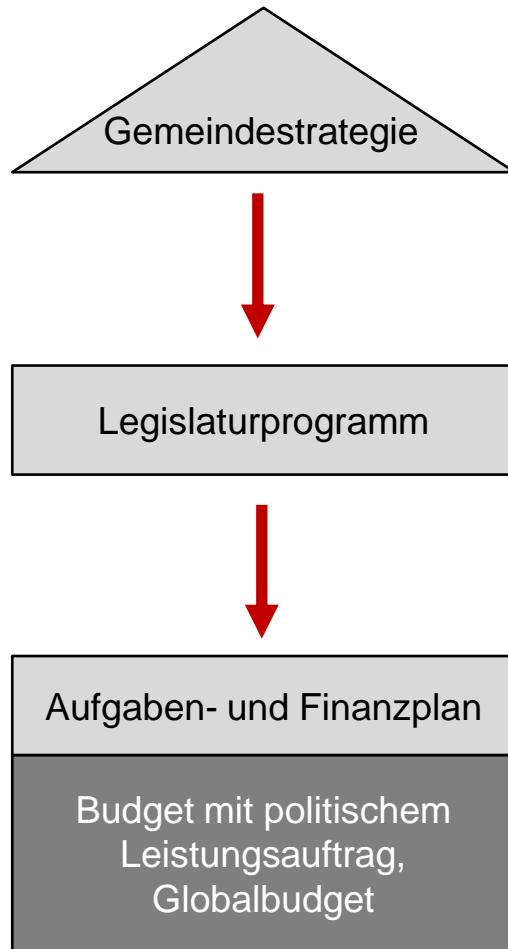 Gemeindestrategie
Legislaturprogramm
Aufgaben- und Finanzplan
Budget mit politischem
Leistungsauftrag,
Globalbudget